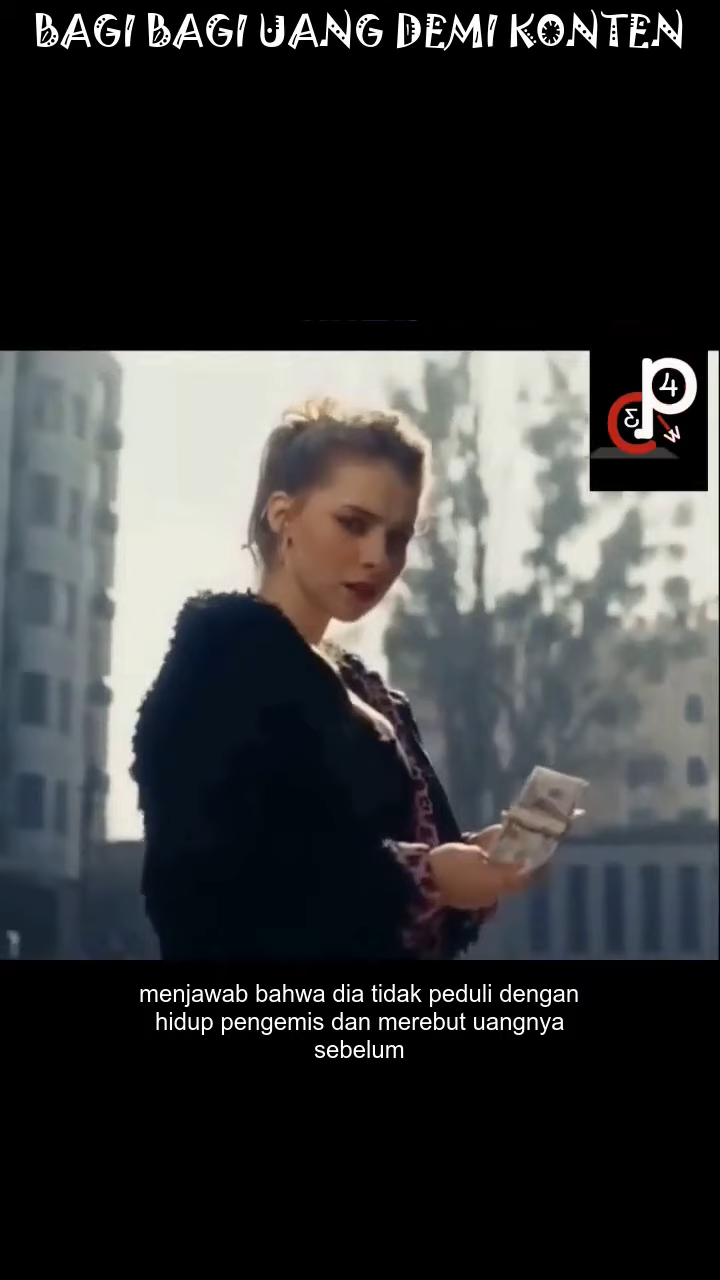 BAGI BAGI UANG DEMI KONTEN
menjawab bahwa dia tidak peduli dengan
hidup pengemis dan merebut uangnya
sebelum